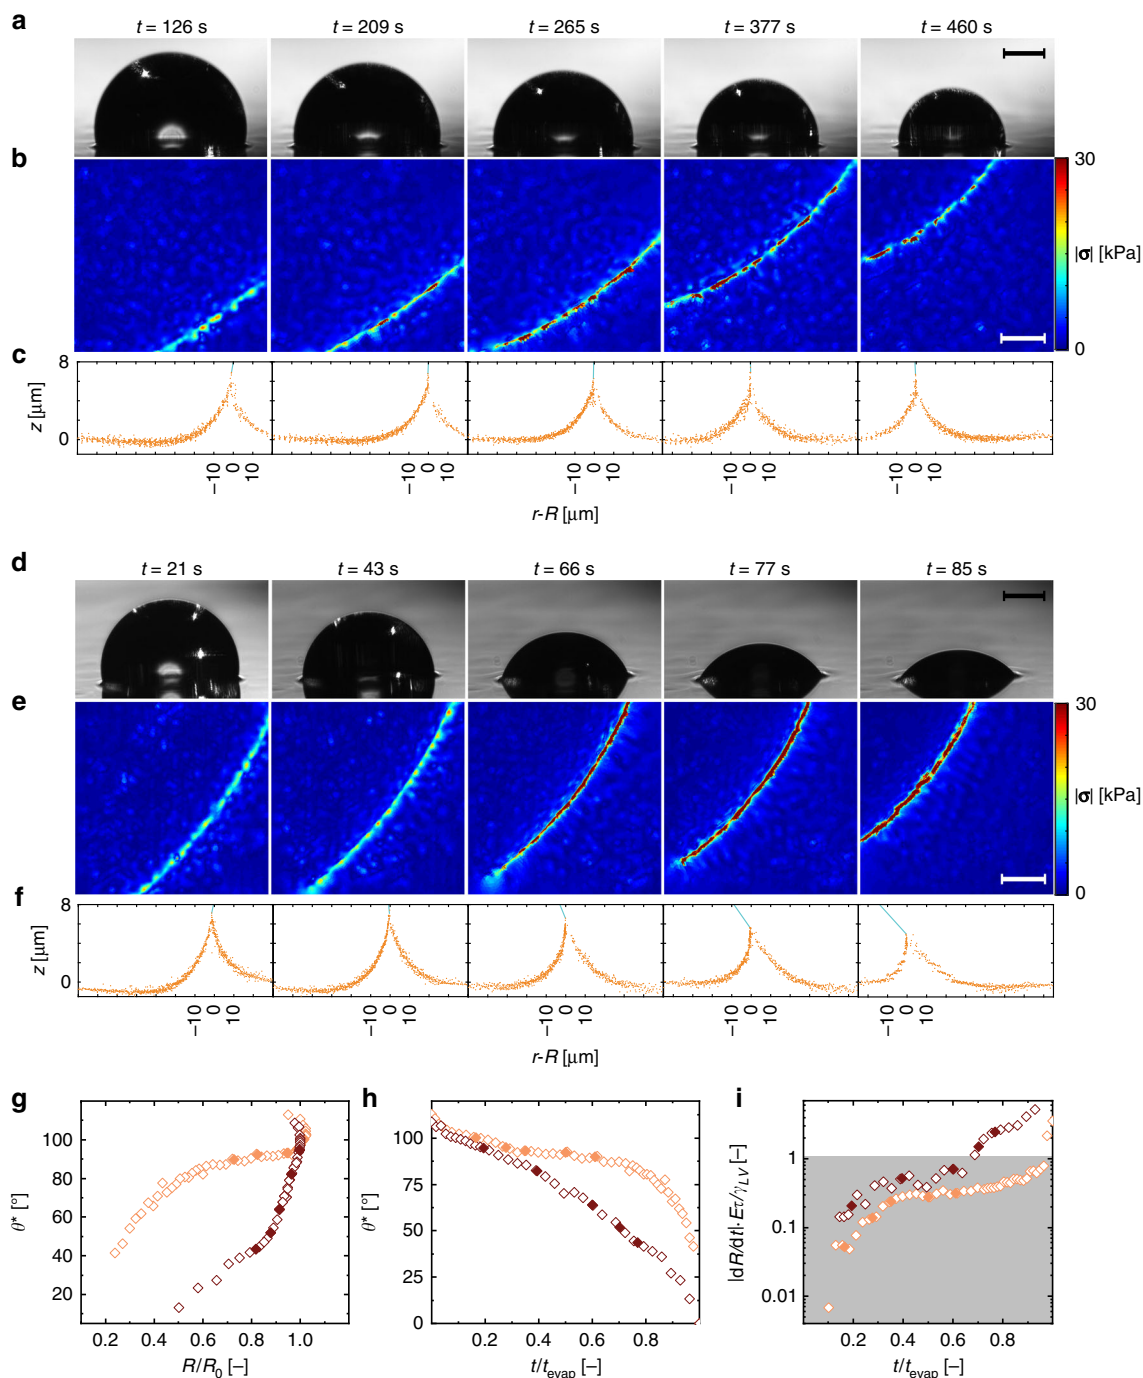 a
t = 126 s t = 209 s t = 265 s t = 377 s t = 460 s
b
30
|σ| [kPa]
0
c
8
z [μm]
0
−10 0 10 −10 0 10 −10 0 10 −10 0 10 −10 0 10
r-R [μm]
d
t = 21 s t = 43 s t = 66 s t = 77 s t = 85 s
e
30
|σ| [kPa]
0
f
8
z [μm]
0
−10 0 10 −10 0 10 −10 0 10 −10 0 10 −10 0 10
r-R [μm]
g
θ* [°]
100
80
60
40
20
0.2 0.4 0.6 0.8 1.0
R/R0 [–]
h
θ* [°]
100
75
50
25
0
0.2 0.4 0.6 0.8
t/tevap [–]
i
|dR/dt|·Eτ/γLV [–]
1
0.1
0.01
0.2 0.4 0.6 0.8
t/tevap [–]